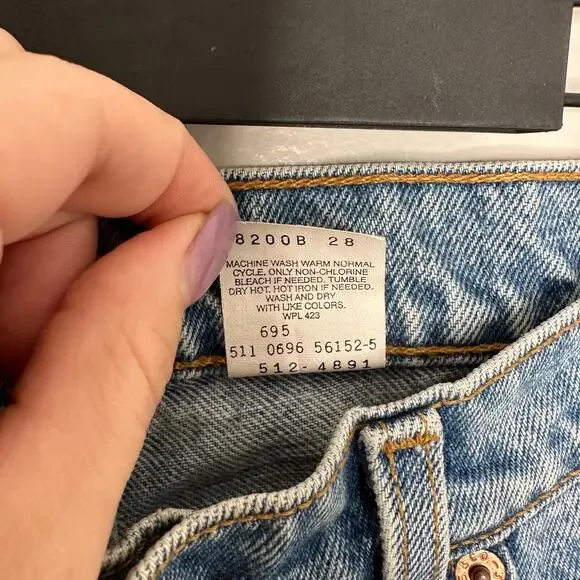 8200B 28
MACHINE WASH WARM NORMAL
CYCLE, ONLY NON-CHLORINE
BLEACH IF NEEDED. TUMBLE
DRY HOT. HOT IRON IF NEEDED.
WASH AND DRY
WITH LIKE COLORS.
WPL 423
695
511 0696 56152-5
512-4891